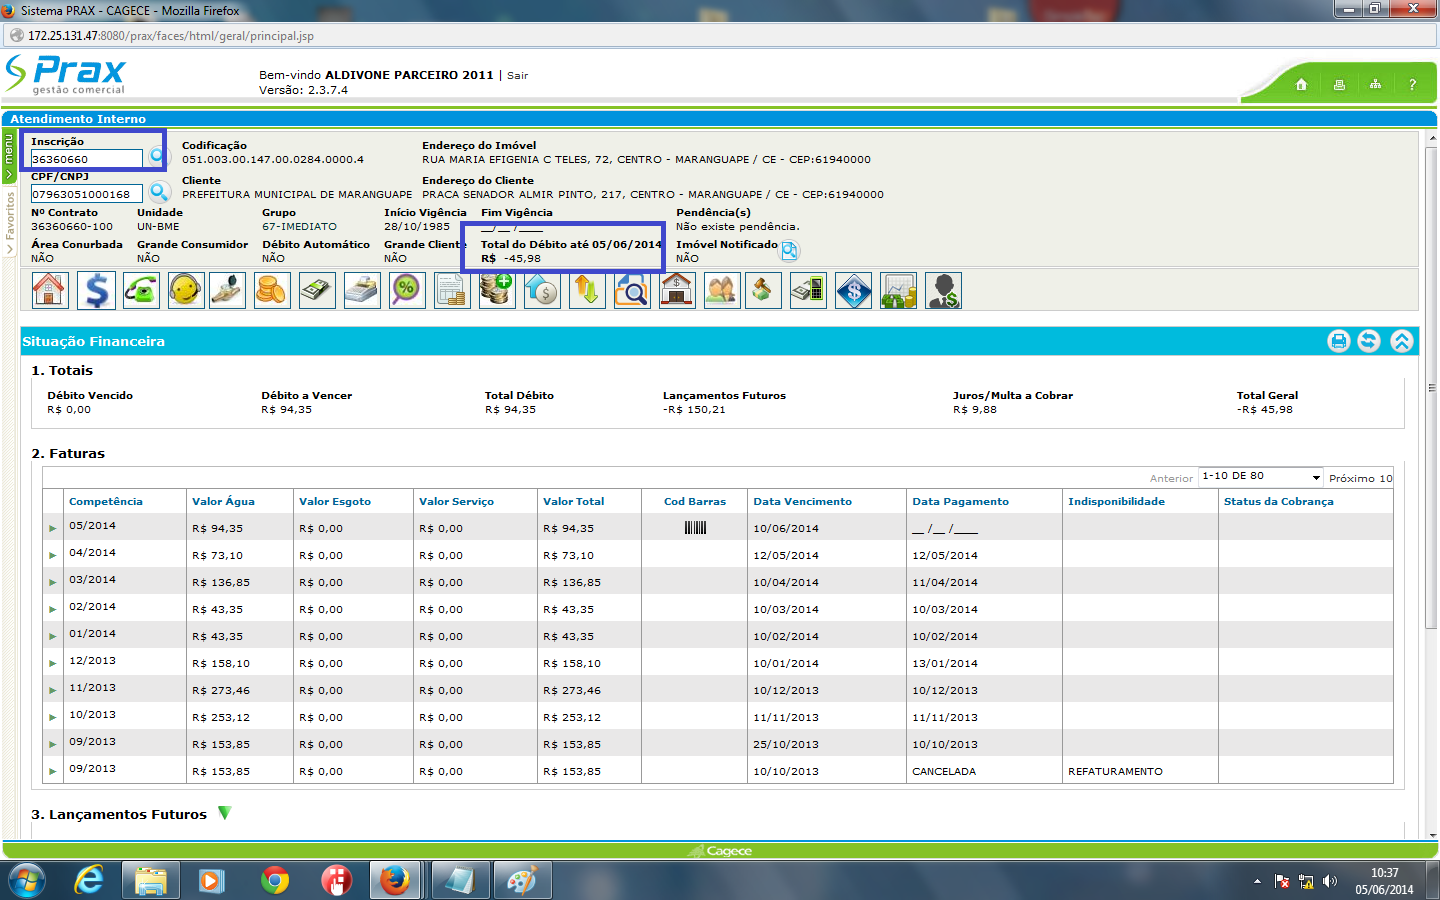 Sistema PRAX - CAGECE - Mozilla Firefox
172.25.131.47:8080/prax/faces/html/geral/principal.jsp
Prax
gestão comercial
Bem-vindo ALDIVONE PARCEIRO 2011 | Sair
Versão: 2.3.7.4
?
Atendimento Interno
menu
Favoritos
Inscrição Codificação Endereço do Imóvel
36360660 051.003.00.147.00.0284.0000.4 RUA MARIA EFIGENIA C TELES, 72, CENTRO - MARANGUAPE / CE - CEP:61940000
CPF/CNPJ Cliente Endereço do Cliente
07963051000168 PREFEITURA MUNICIPAL DE MARANGUAPE PRACA SENADOR ALMIR PINTO, 217, CENTRO - MARANGUAPE / CE - CEP:61940000
Nº Contrato Unidade Grupo Início Vigência Fim Vigência Pendência(s)
36360660-100 UN-BME 67-IMEDIATO 28/10/1985 __/__ /____ Não existe pendência.
Área Conurbada Grande Consumidor Débito Automático Grande Cliente Total do Débito até 05/06/2014 Imóvel Notificado
NÃO NÃO NÃO NÃO R$ -45,98 NÃO
Situação Financeira
1. Totais
Débito Vencido Débito a Vencer Total Débito Lançamentos Futuros Juros/Multa a Cobrar Total Geral
R$ 0,00 R$ 94,35 R$ 94,35 -R$ 150,21 R$ 9,88 -R$ 45,98
2. Faturas
Anterior 1-10 DE 80 Próximo 10
Competência Valor Água Valor Esgoto Valor Serviço Valor Total Cod Barras Data Vencimento Data Pagamento Indisponibilidade Status da Cobrança
05/2014 R$ 94,35 R$ 0,00 R$ 0,00 R$ 94,35 10/06/2014 __ /__ /____
04/2014 R$ 73,10 R$ 0,00 R$ 0,00 R$ 73,10 12/05/2014 12/05/2014
03/2014 R$ 136,85 R$ 0,00 R$ 0,00 R$ 136,85 10/04/2014 11/04/2014
02/2014 R$ 43,35 R$ 0,00 R$ 0,00 R$ 43,35 10/03/2014 10/03/2014
01/2014 R$ 43,35 R$ 0,00 R$ 0,00 R$ 43,35 10/02/2014 10/02/2014
12/2013 R$ 158,10 R$ 0,00 R$ 0,00 R$ 158,10 10/01/2014 13/01/2014
11/2013 R$ 273,46 R$ 0,00 R$ 0,00 R$ 273,46 10/12/2013 10/12/2013
10/2013 R$ 253,12 R$ 0,00 R$ 0,00 R$ 253,12 11/11/2013 11/11/2013
09/2013 R$ 153,85 R$ 0,00 R$ 0,00 R$ 153,85 25/10/2013 10/10/2013
09/2013 R$ 153,85 R$ 0,00 R$ 0,00 R$ 153,85 10/10/2013 CANCELADA REFATURAMENTO
3. Lançamentos Futuros
Cagece
10:37
05/06/2014